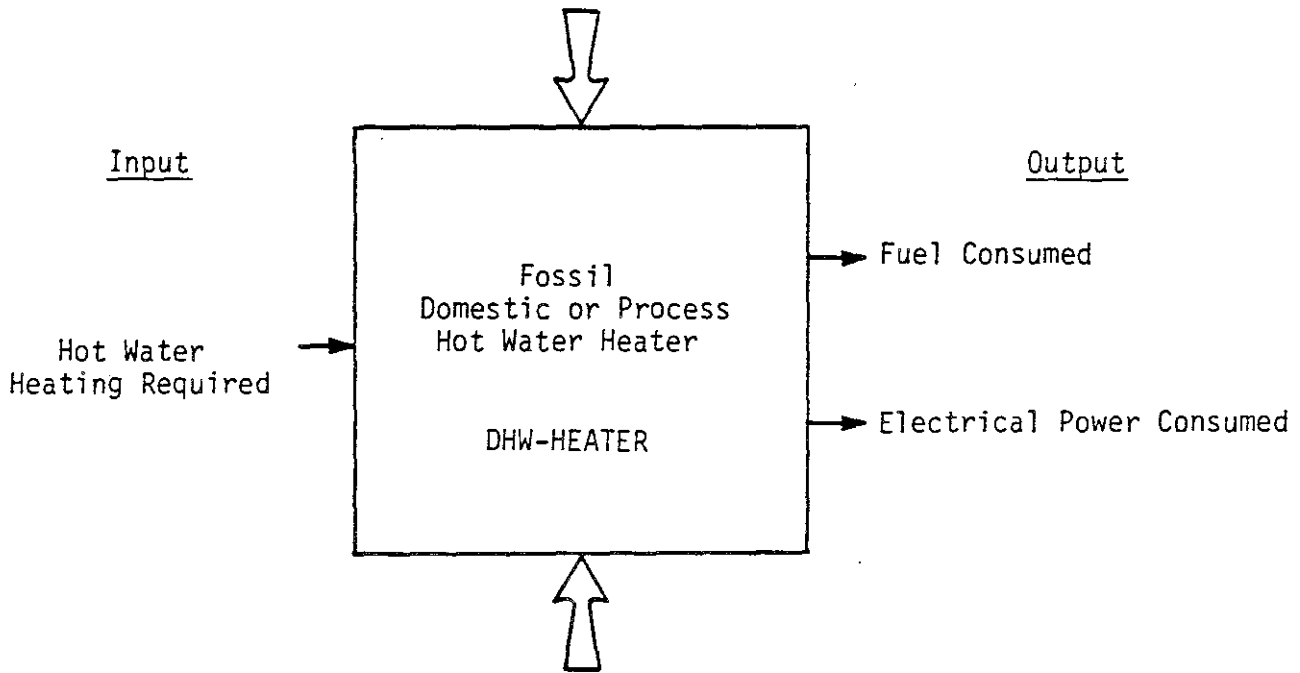 Input
Output
Fuel Consumed
Fossil
Domestic or Process
Hot Water Heater
Hot Water
Heating Required
Electrical Power Consumed
DHW-HEATER